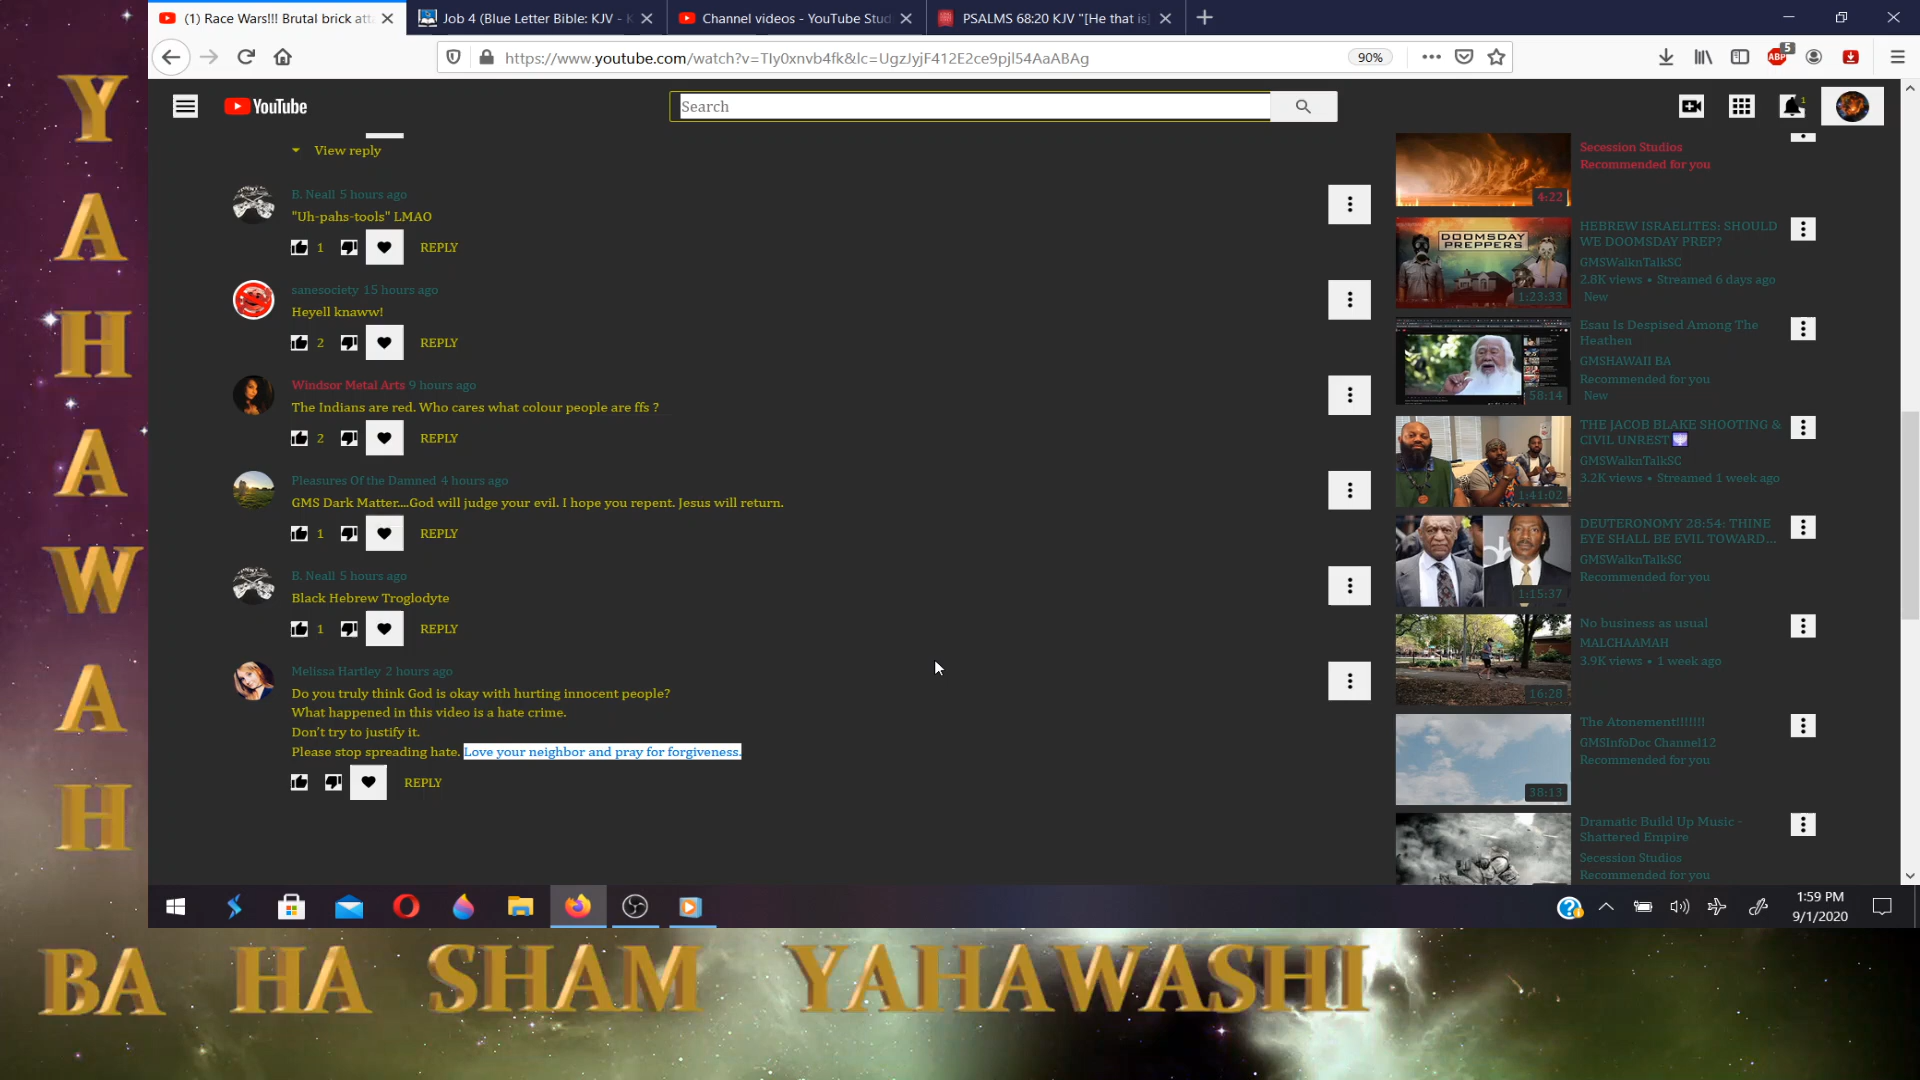 (1) Race Wars!!! Brutal brick att
Job 4 (Blue Letter Bible: KJV - K
Channel videos - YouTube Stud
PSALMS 68:20 KJV "[He that is]
https://www.youtube.com/watch?v=TIy0xnvb4fk&lc=UgzJyjF412E2ce9pjl54AaABAg
90%
ABP
5
YouTube
Search
1
View reply
B. Neall 5 hours ago
"Uh-pahs-tools" LMAO
1 REPLY
sanesociety 15 hours ago
Heyell knaww!
2 REPLY
Windsor Metal Arts 9 hours ago
The Indians are red. Who cares what colour people are ffs ?
2 REPLY
Pleasures Of the Damned 4 hours ago
GMS Dark Matter....God will judge your evil. I hope you repent. Jesus will return.
1 REPLY
B. Neall 5 hours ago
Black Hebrew Troglodyte
1 REPLY
Melissa Hartley 2 hours ago
Do you truly think God is okay with hurting innocent people?
What happened in this video is a hate crime.
Don't try to justify it.
Please stop spreading hate. Love your neighbor and pray for forgiveness.
REPLY
Secession Studios
Recommended for you
4:22
HEBREW ISRAELITES: SHOULD
WE DOOMSDAY PREP?
GMSWalknTalkSC
2.8K views • Streamed 6 days ago
New
DOOMSDAY
PREPPERS
1:23:33
Esau Is Despised Among The
Heathen
GMSHAWAII BA
Recommended for you
New
58:14
THE JACOB BLAKE SHOOTING &
CIVIL UNREST
GMSWalknTalkSC
3.2K views • Streamed 1 week ago
1:41:02
DEUTERONOMY 28:54: THINE
EYE SHALL BE EVIL TOWARD...
GMSWalknTalkSC
Recommended for you
1:15:37
No business as usual
MALCHAAMAH
3.9K views • 1 week ago
16:28
The Atonement!!!!!!!
GMSInfoDoc Channel12
Recommended for you
38:13
Dramatic Build Up Music -
Shattered Empire
Secession Studios
Recommended for you
1:59 PM
9/1/2020
Y
A
H
A
W
A
H
BA HA SHAM YAHAWASHI